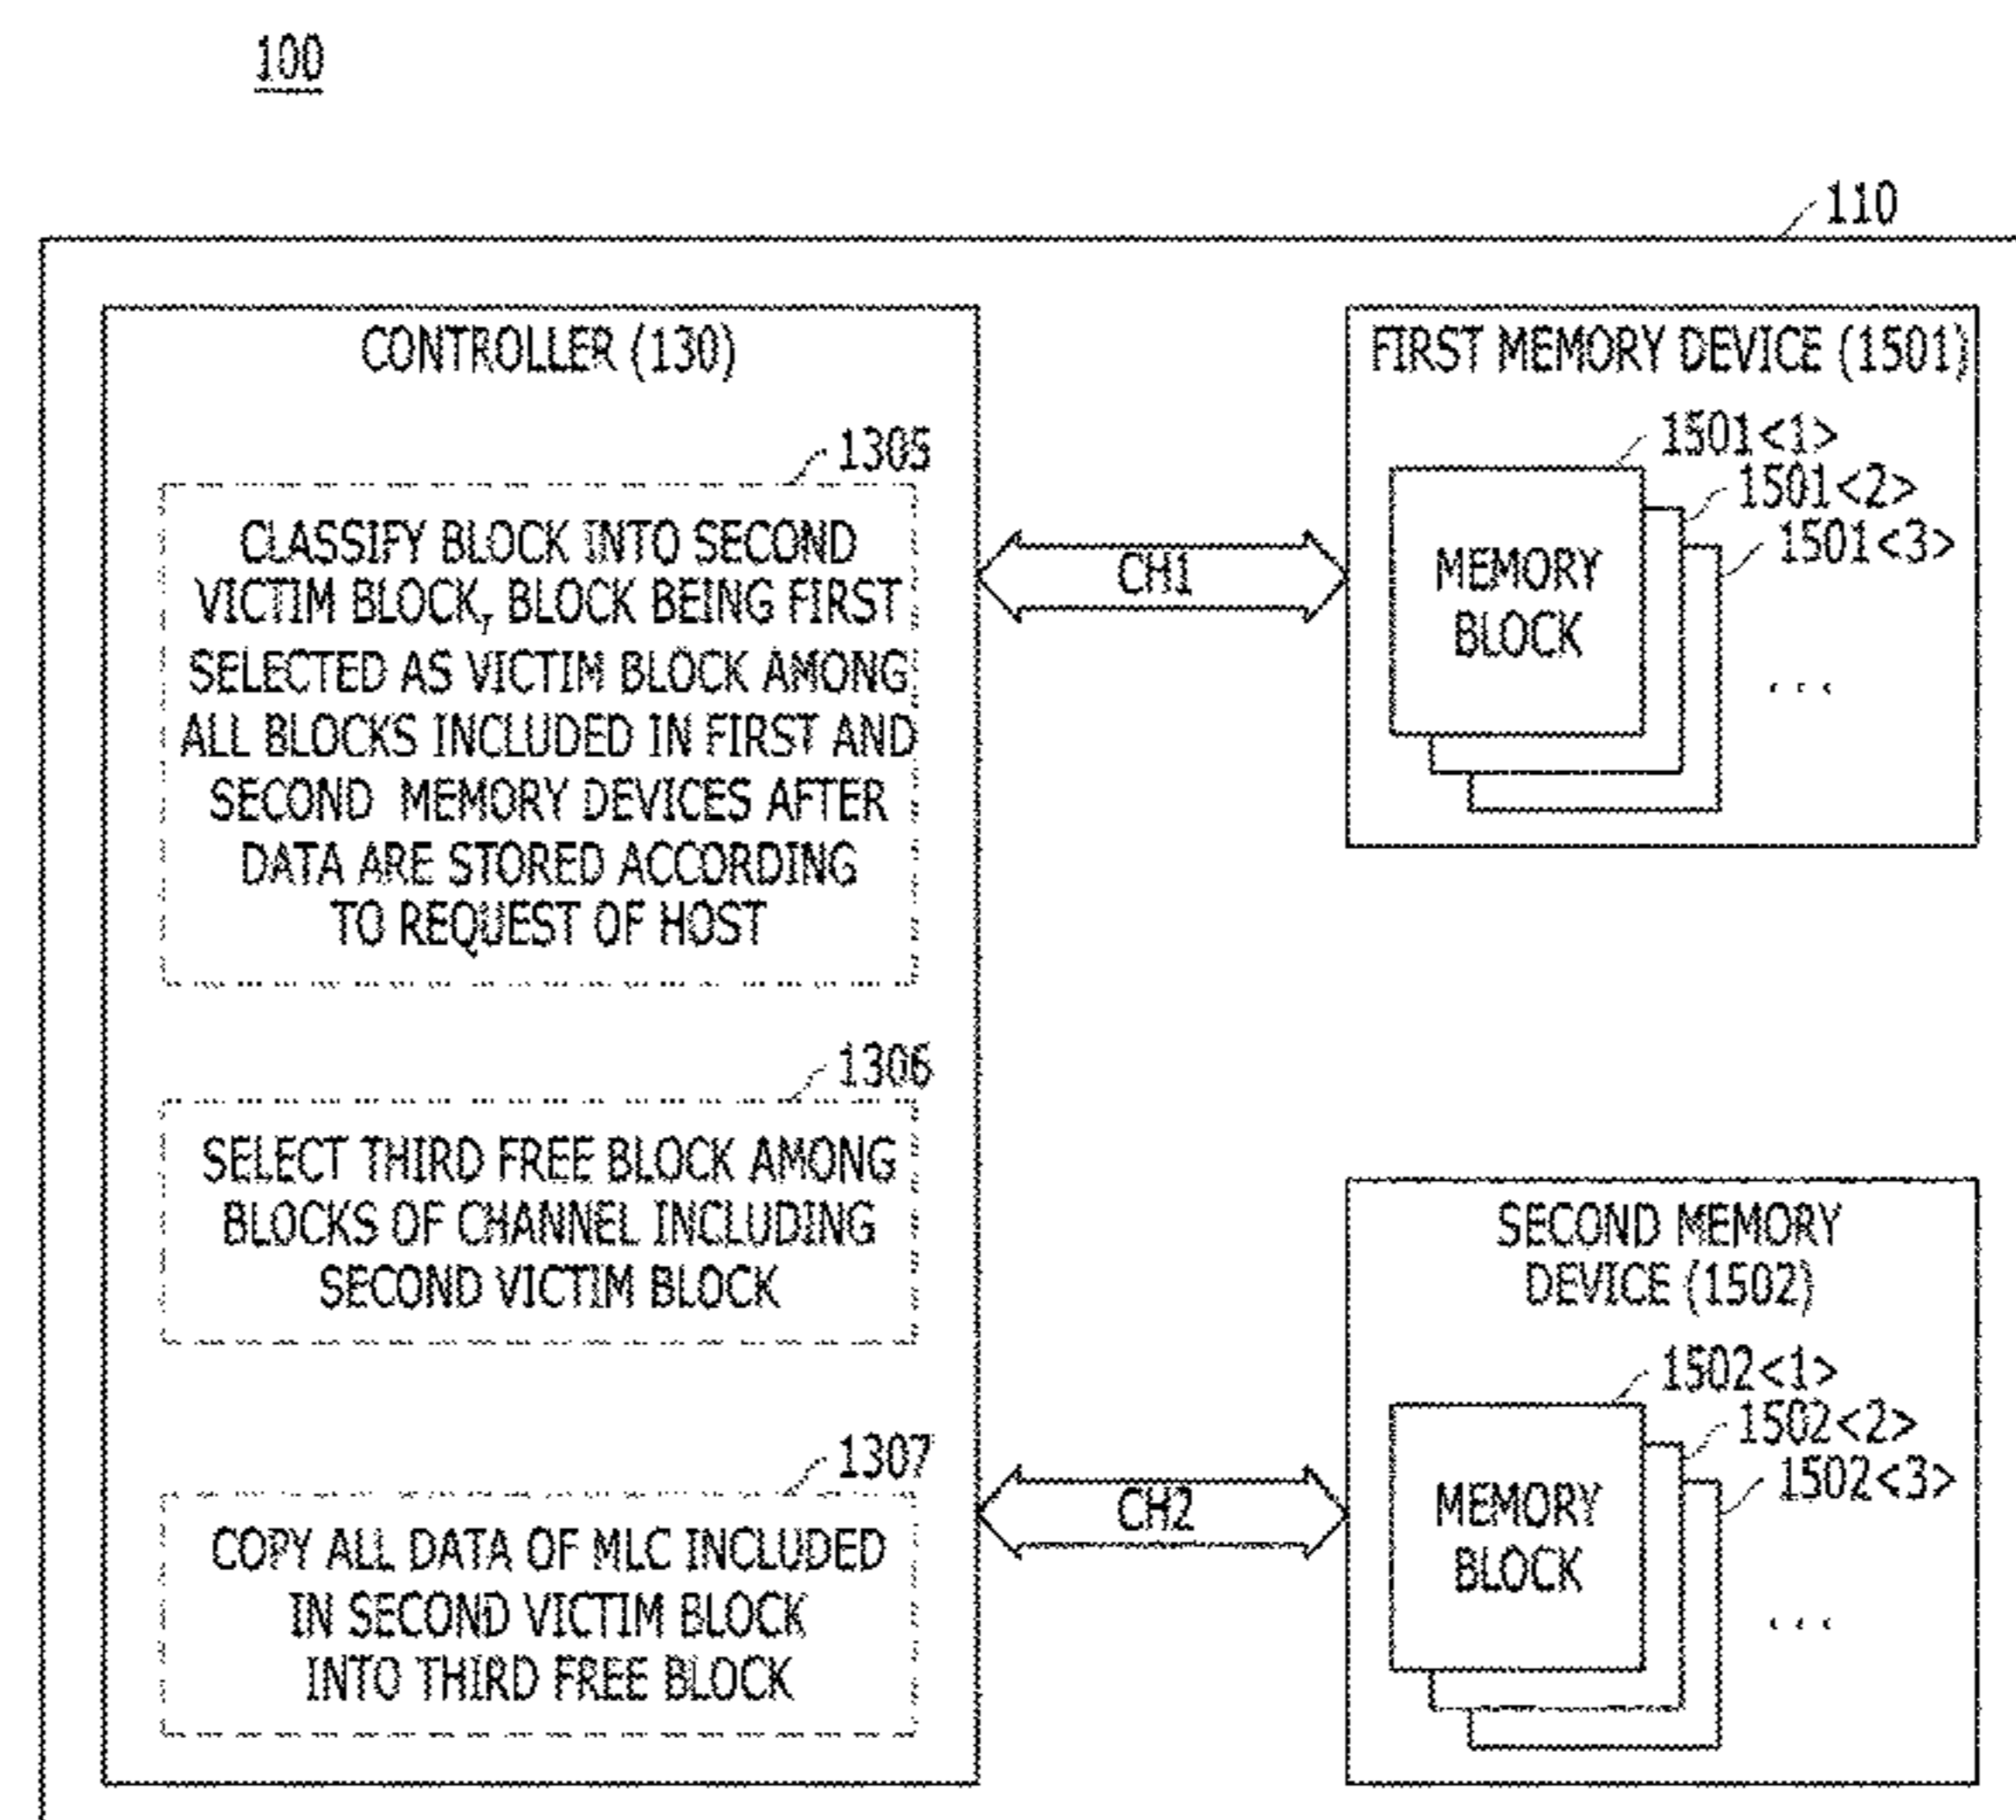 100
110
CONTROLLER (130)
1305
CLASSIFY BLOCK INTO SECOND
VICTIM BLOCK, BLOCK BEING FIRST
SELECTED AS VICTIM BLOCK AMONG
ALL BLOCKS INCLUDED IN FIRST AND
SECOND MEMORY DEVICES AFTER
DATA ARE STORED ACCORDING
TO REQUEST OF HOST
1306
SELECT THIRD FREE BLOCK AMONG
BLOCKS OF CHANNEL INCLUDING
SECOND VICTIM BLOCK
1307
COPY ALL DATA OF MLC INCLUDED
IN SECOND VICTIM BLOCK
INTO THIRD FREE BLOCK
CH1
CH2
FIRST MEMORY DEVICE (1501)
1501<1>
1501<2>
1501<3>
MEMORY
BLOCK
...
SECOND MEMORY
DEVICE (1502)
1502<1>
1502<2>
1502<3>
MEMORY
BLOCK
...